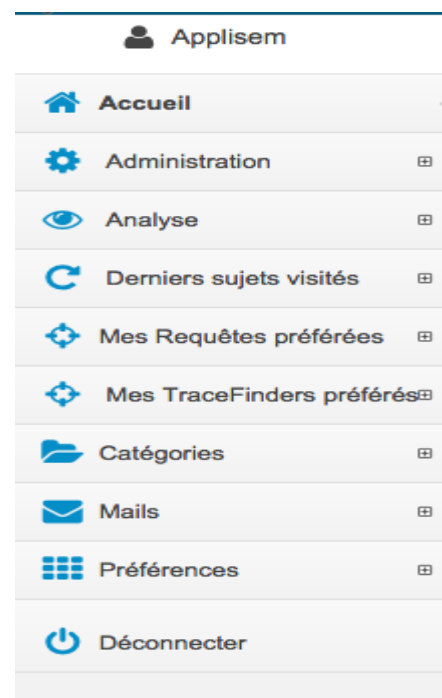 Applisem
Accueil
Administration
Analyse
Derniers sujets visités
Mes Requêtes préférées
Mes TraceFinders préférés
Catégories
Mails
Préférences
Déconnecter